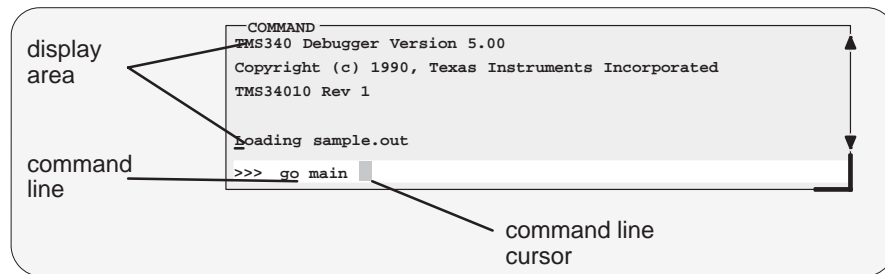 COMMAND
TMS340 Debugger Version 5.00
Copyright (c) 1990, Texas Instruments Incorporated
TMS34010 Rev 1
Loading sample.out
>>> go main
display
area
command
line
command line
cursor